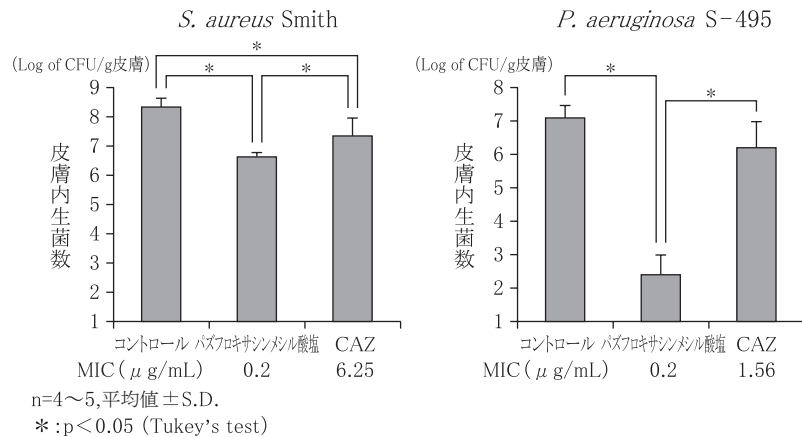 S. aureus Smith
(Log of CFU/g皮膚)
*
*
*
9
8
7
6
5
4
3
2
1
皮膚内生菌数
コントロール パズフロキサシンメシル酸塩 CAZ
MIC(μg/mL) 0.2 6.25
P. aeruginosa S-495
(Log of CFU/g皮膚)
*
*
8
7
6
5
4
3
2
1
皮膚内生菌数
コントロール パズフロキサシンメシル酸塩 CAZ
MIC(μg/mL) 0.2 1.56
n=4〜5,平均値±S.D.
*:p<0.05 (Tukey's test)